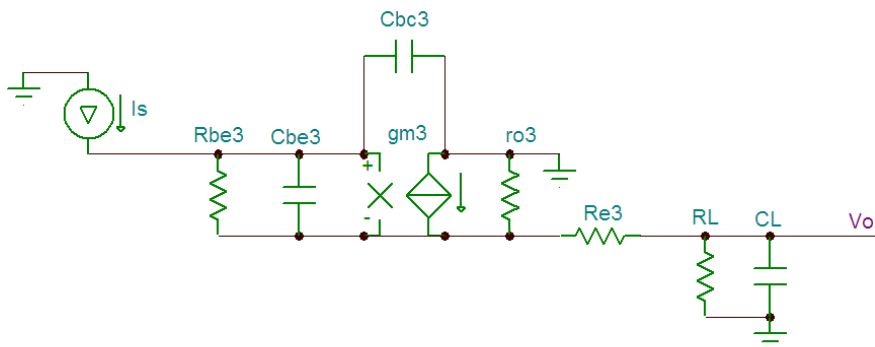 Cbc3
Is
Rbe3
Cbe3
gm3
ro3
+
-
Re3
RL
CL
Vo